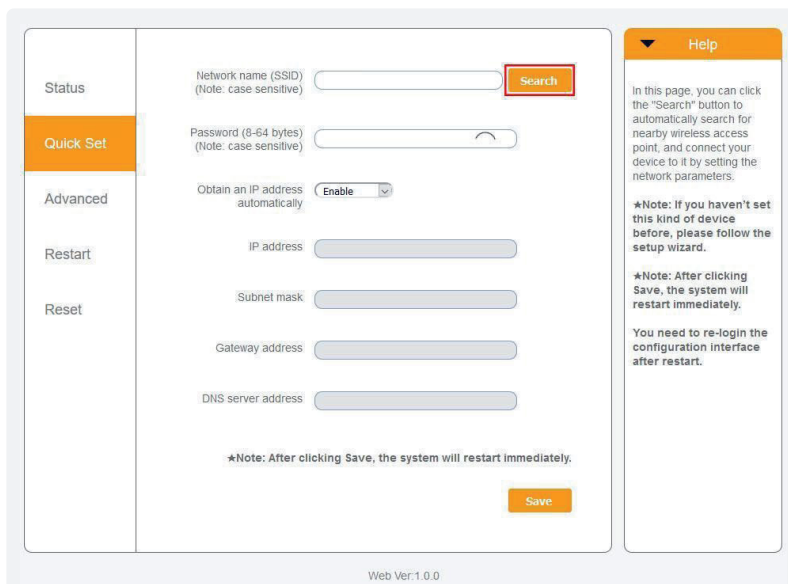 Status
Quick Set
Advanced
Restart
Reset
Network name (SSID)
(Note: case sensitive)
Search
Password (8-64 bytes)
(Note: case sensitive)
Obtain an IP address
automatically
Enable
IP address
Subnet mask
Gateway address
DNS server address
★Note: After clicking Save, the system will restart immediately.
Save
Help
In this page, you can click
the "Search" button to
automatically search for
nearby wireless access
point, and connect your
device to it by setting the
network parameters.
★Note: If you haven't set
this kind of device
before, please follow the
setup wizard.
★Note: After clicking
Save, the system will
restart immediately.
You need to re-login the
configuration interface
after restart.
Web Ver:1.0.0